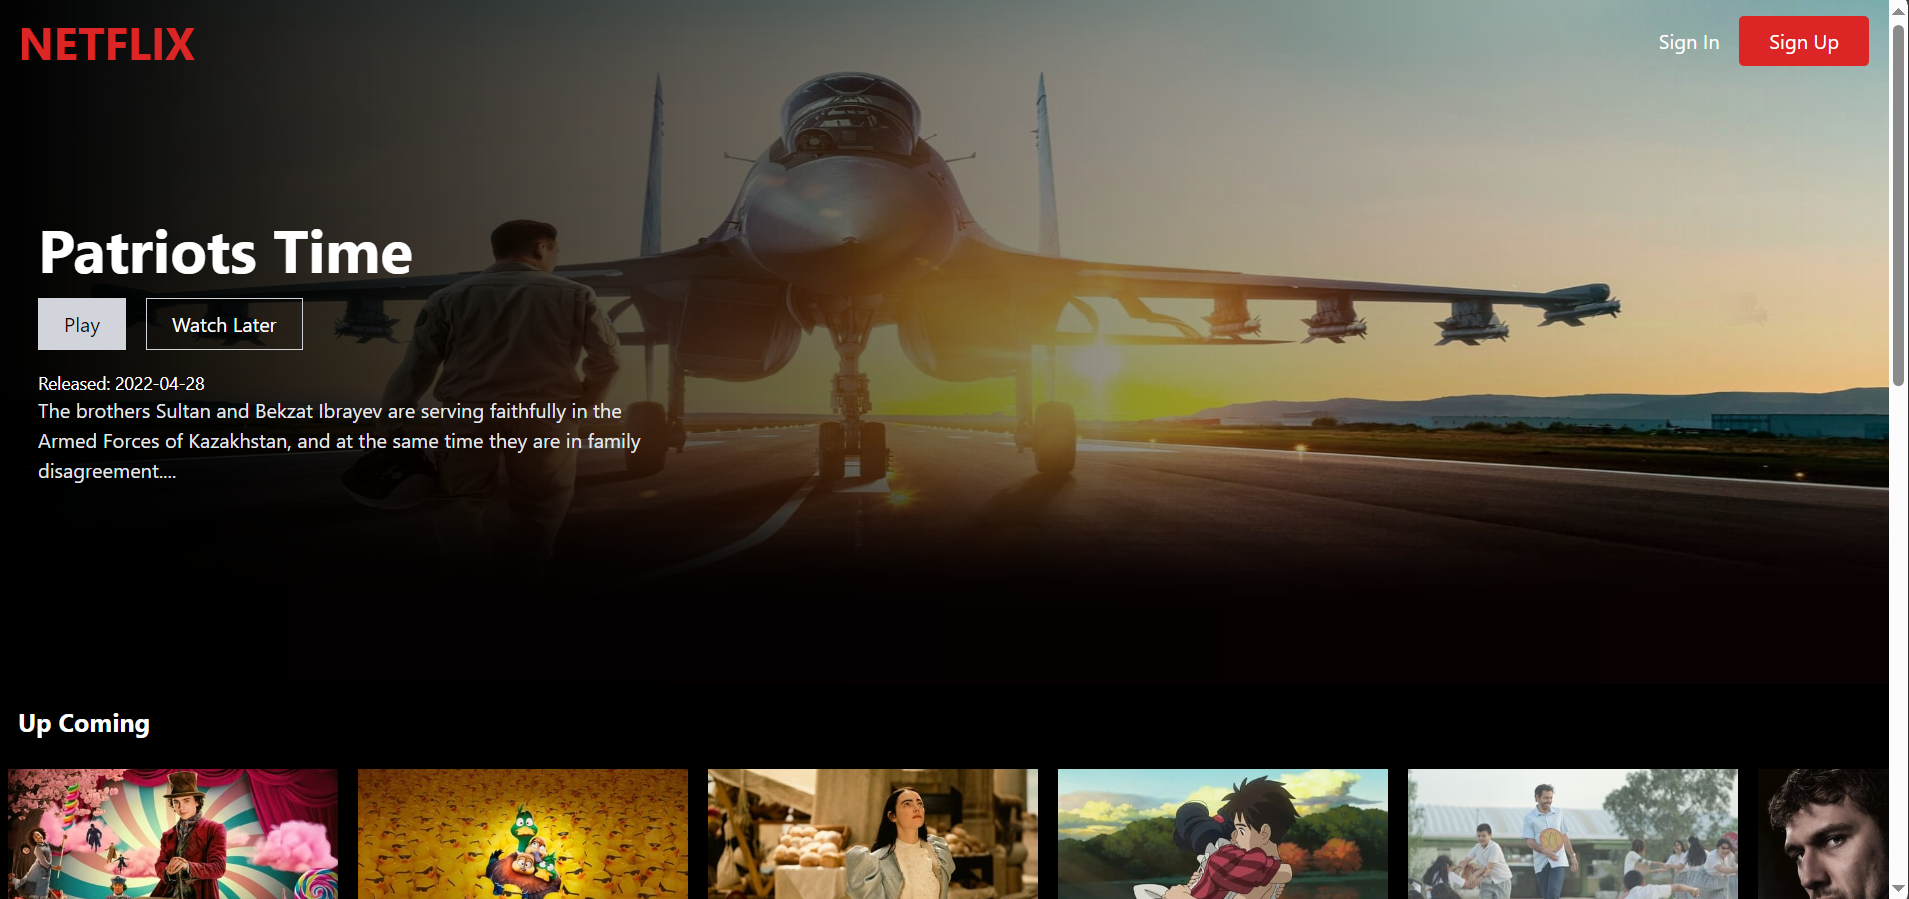 NETFLIX
Sign In
Sign Up
Patriots Time
Play
Watch Later
Released: 2022-04-28
The brothers Sultan and Bekzat Ibrayev are serving faithfully in the
Armed Forces of Kazakhstan, and at the same time they are in family
disagreement....
Up Coming